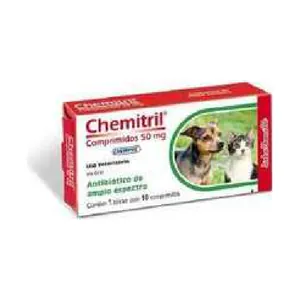 Chemitril®
Comprimidos 50 mg
Uso Veterinário
Antibiótico de
amplo espectro
Contém 1 blister com 10 comprimidos